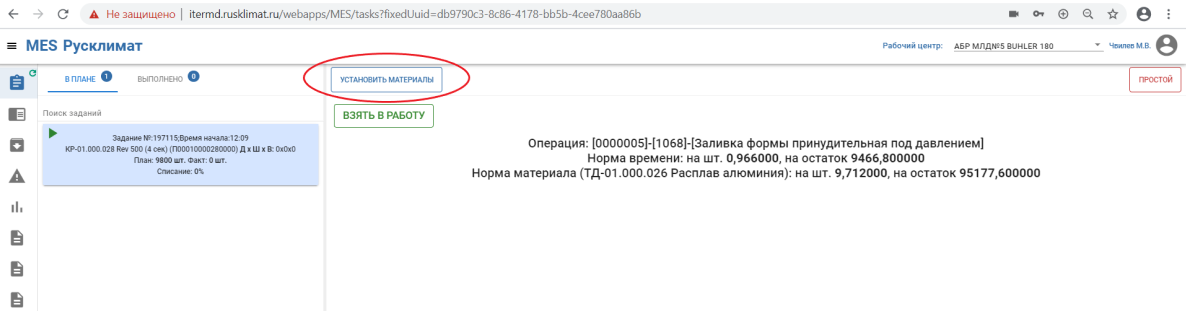 Не защищено | itermd.rusklimat.ru/webapps/MES/tasks?fixedUuid=db9790c3-8c86-4178-bb5b-4cee780aa86b
MES Русклимат
Рабочий центр: АБР МЛД№5 BUHLER 180 Чвилев М.В.
В ПЛАНЕ 1 ВЫПОЛНЕНО 0
УСТАНОВИТЬ МАТЕРИАЛЫ
ПРОСТОЙ
Поиск заданий
ВЗЯТЬ В РАБОТУ
Задание №:197115;Время начала:12:09
КР-01.000.028 Rev 500 (4 сек) (П00010000280000) Д x Ш x В: 0x0x0
План: 9800 шт. Факт: 0 шт.
Списание: 0%
Операция: [0000005]-[1068]-[Заливка формы принудительная под давлением]
Норма времени: на шт. 0,966000, на остаток 9466,800000
Норма материала (ТД-01.000.026 Расплав алюминия): на шт. 9,712000, на остаток 95177,600000